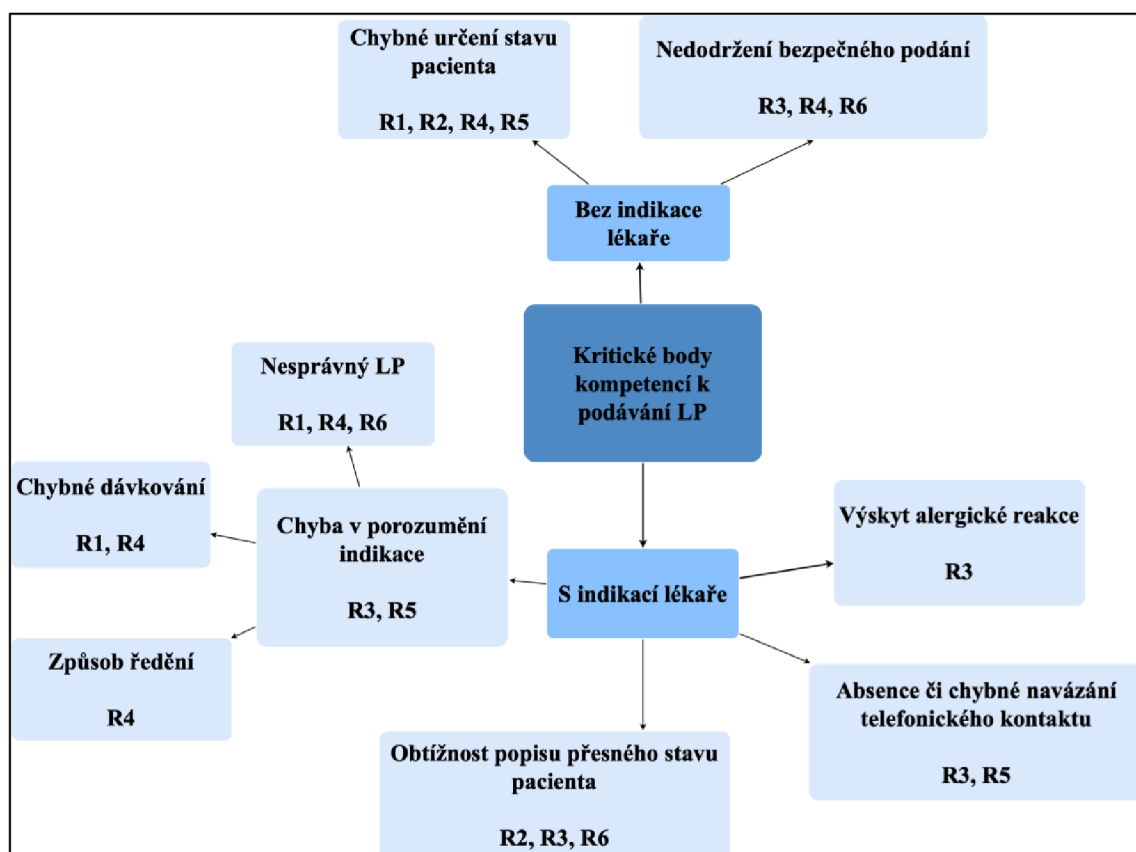 Chybné určení stavu
pacienta
R1, R2, R4, R5
Nedodržení bezpečného podání
R3, R4, R6
Bez indikace
lékaře
Kritické body
kompetencí k
podávání LP
Nesprávný LP
R1, R4, R6
Chybné dávkování
R1, R4
Chyba v porozumění
indikace
R3, R5
Způsob ředění
R4
S indikací lékaře
Výskyt alergické reakce
R3
Absence či chybné navázání
telefonického kontaktu
R3, R5
Obtížnost popisu přesného stavu
pacienta
R2, R3, R6